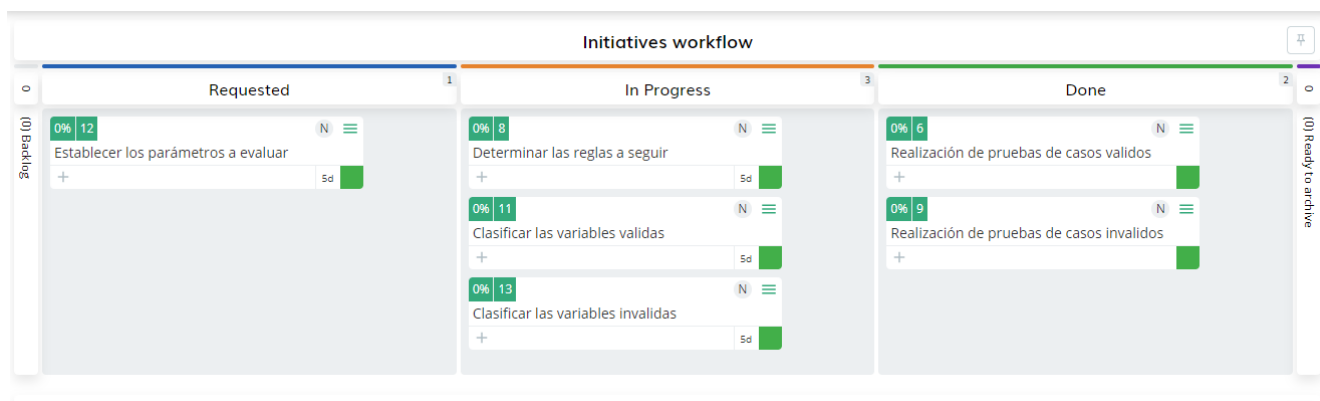 Initiatives workflow
0
Requested
1
In Progress
3
Done
2
0
(0) Backlog
0% 12
N
Establecer los parámetros a evaluar
+
5d
0% 8
N
Determinar las reglas a seguir
+
5d
0% 11
N
Clasificar las variables validas
+
5d
0% 13
N
Clasificar las variables invalidas
+
5d
0% 6
N
Realización de pruebas de casos validos
+
0% 9
N
Realización de pruebas de casos invalidos
+
(0) Ready to archive